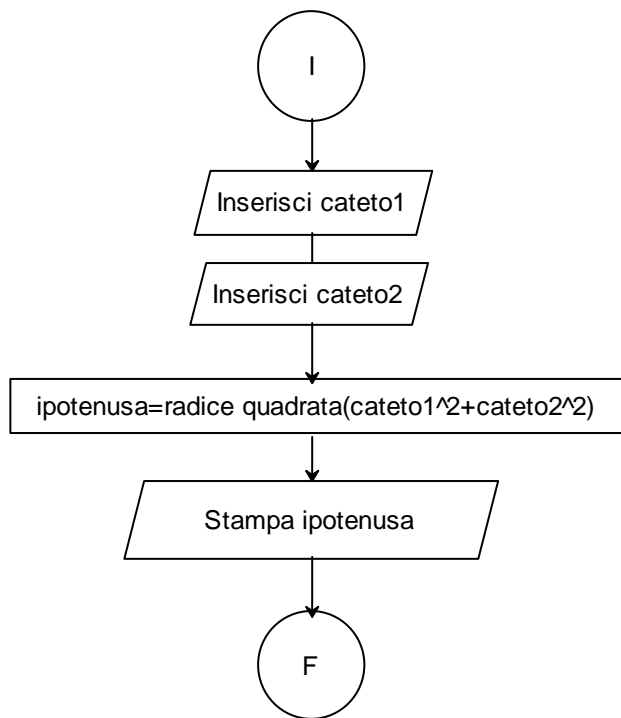 I
Inserisci cateto1
Inserisci cateto2
ipotenusa=radice quadrata(cateto1^2+cateto2^2)
Stampa ipotenusa
F